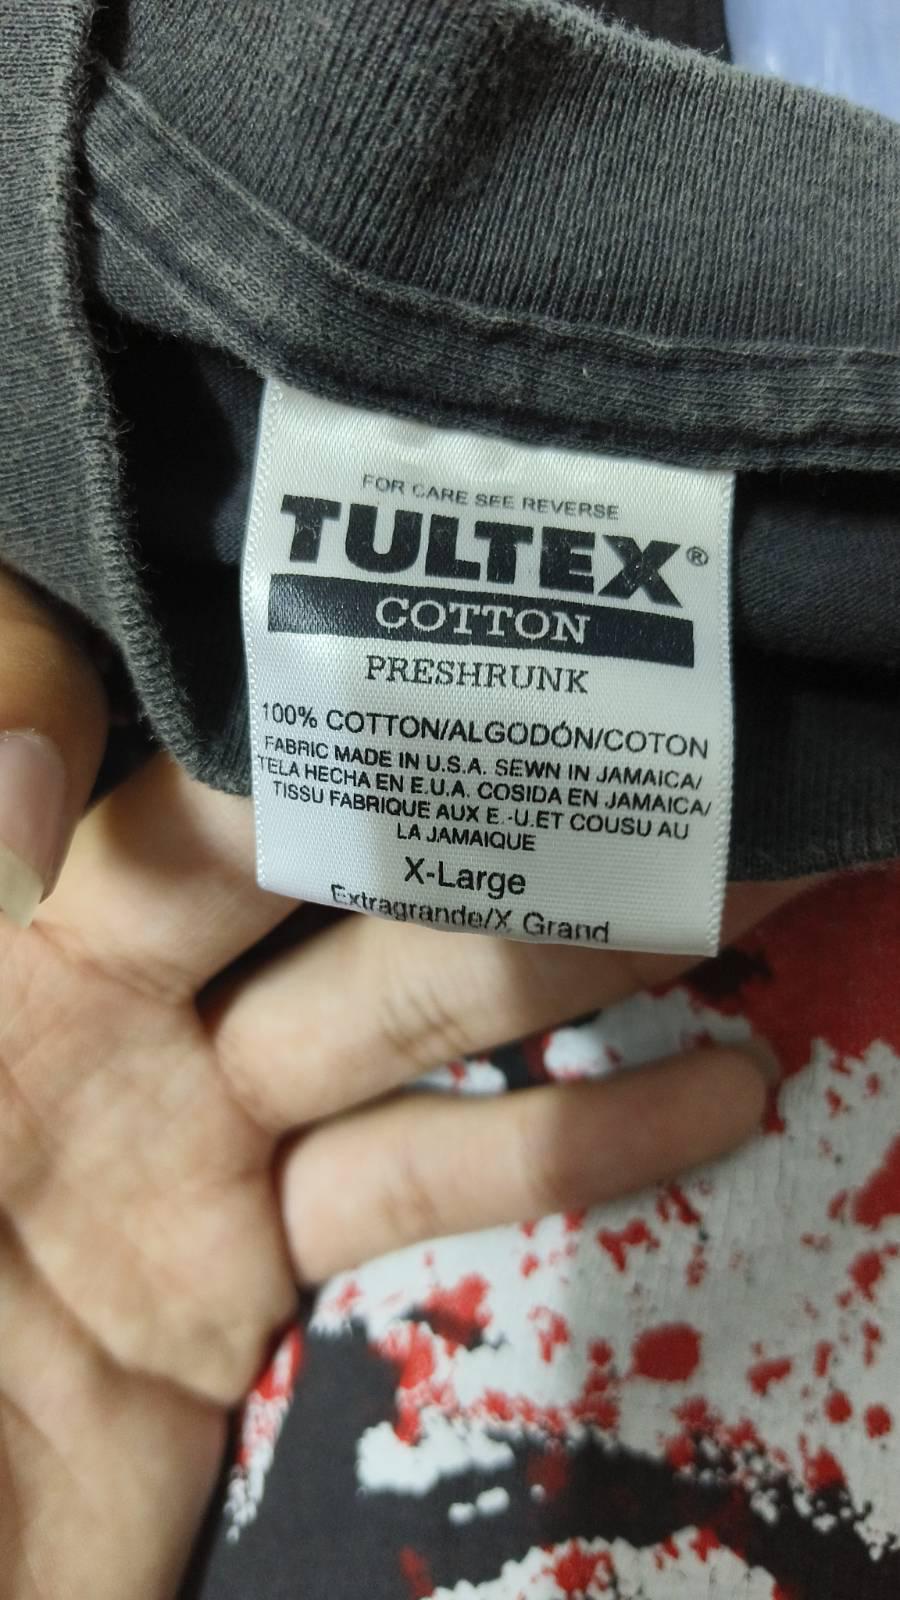 FOR CARE SEE REVERSE
TULTEX®
COTTON
PRESHRUNK
100% COTTON/ALGODÓN/COTON
FABRIC MADE IN U.S.A. SEWN IN JAMAICA/
TELA HECHA EN E.U.A. COSIDA EN JAMAICA/
TISSU FABRIQUE AUX E.-U.ET COUSU AU
LA JAMAIQUE
X-Large
Extragrande/X Grand